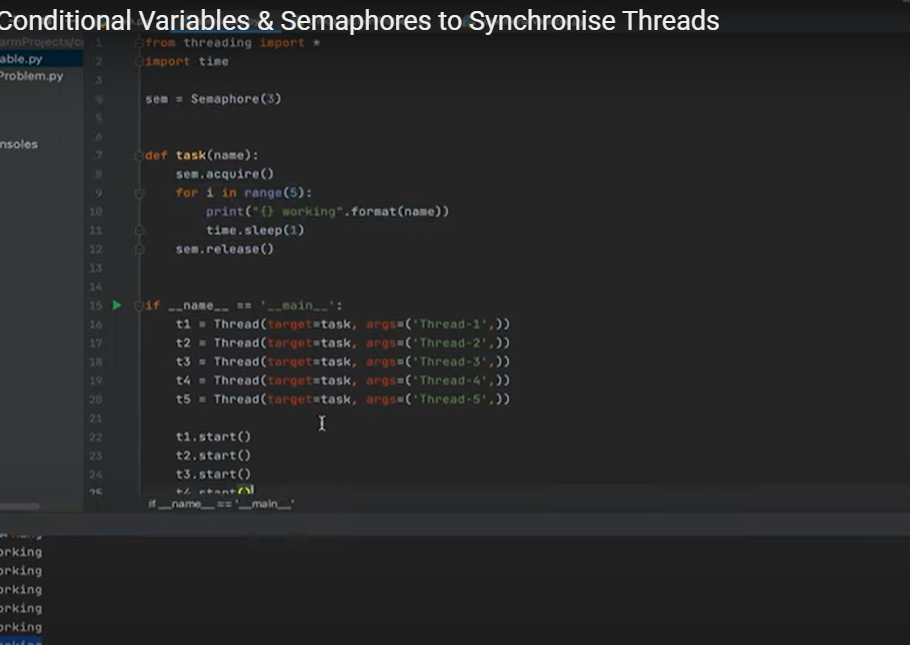 Conditional Variables & Semaphores to Synchronise Threads
able.py
Problem.py
nsoles
1 from threading import *
2 import time
3
4 sem = Semaphore(3)
5
6
7 def task(name):
8 sem.acquire()
9 for i in range(5):
10 print("{} working".format(name))
11 time.sleep(1)
12 sem.release()
13
14
15 if __name__ == '__main__':
16 t1 = Thread(target=task, args=('Thread-1',))
17 t2 = Thread(target=task, args=('Thread-2',))
18 t3 = Thread(target=task, args=('Thread-3',))
19 t4 = Thread(target=task, args=('Thread-4',))
20 t5 = Thread(target=task, args=('Thread-5',))
21
22 t1.start()
23 t2.start()
24 t3.start()
25 t4.start()
if __name__ == '__main__'
orking
orking
orking
orking
orking